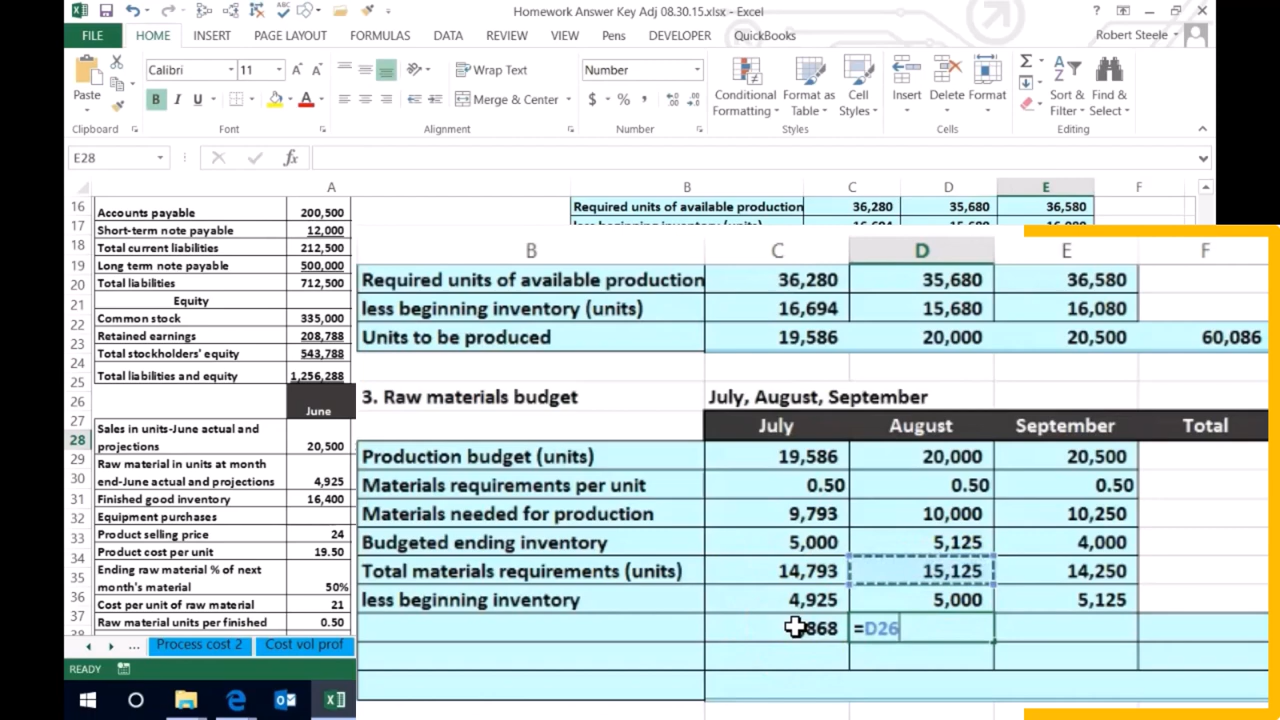 Homework Answer Key Adj 08.30.15.xlsx - Excel
FILE HOME INSERT PAGE LAYOUT FORMULAS DATA REVIEW VIEW Pens DEVELOPER QuickBooks Robert Steele
Paste Calibri 11 B I U Wrap Text Merge & Center Number $ % , Conditional Formatting Format as Table Cell Styles Insert Delete Format Sort & Filter Find & Select
Clipboard Font Alignment Number Styles Cells Editing
E28 fx
A B C D E F
16 Accounts payable 200,500 Required units of available production 36,280 35,680 36,580
17 Short-term note payable 12,000
18 Total current liabilities 212,500
19 Long term note payable 500,000
20 Total liabilities 712,500
21 Equity
22 Common stock 335,000
23 Retained earnings 208,788
24 Total stockholders' equity 543,788
25 Total liabilities and equity 1,256,288
26 June
27 Sales in units-June actual and
28 projections 20,500
29 Raw material in units at month
30 end-June actual and projections 4,925
31 Finished good inventory 16,400
32 Equipment purchases
33 Product selling price 24
34 Product cost per unit 19.50
35 Ending raw material % of next
month's material 50%
36 Cost per unit of raw material 21
37 Raw material units per finished 0.50
B C D E F
Required units of available production 36,280 35,680 36,580
less beginning inventory (units) 16,694 15,680 16,080
Units to be produced 19,586 20,000 20,500 60,086
3. Raw materials budget July, August, September
July August September Total
Production budget (units) 19,586 20,000 20,500
Materials requirements per unit 0.50 0.50 0.50
Materials needed for production 9,793 10,000 10,250
Budgeted ending inventory 5,000 5,125 4,000
Total materials requirements (units) 14,793 15,125 14,250
less beginning inventory 4,925 5,000 5,125
868 =D26
... Process cost 2 Cost vol prof
READY